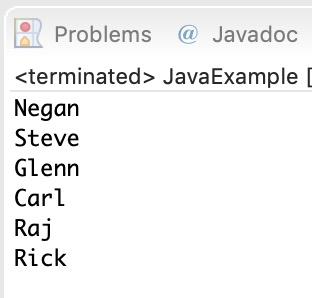 Problems @ Javadoc
<terminated> JavaExample [
Negan
Steve
Glenn
Carl
Raj
Rick